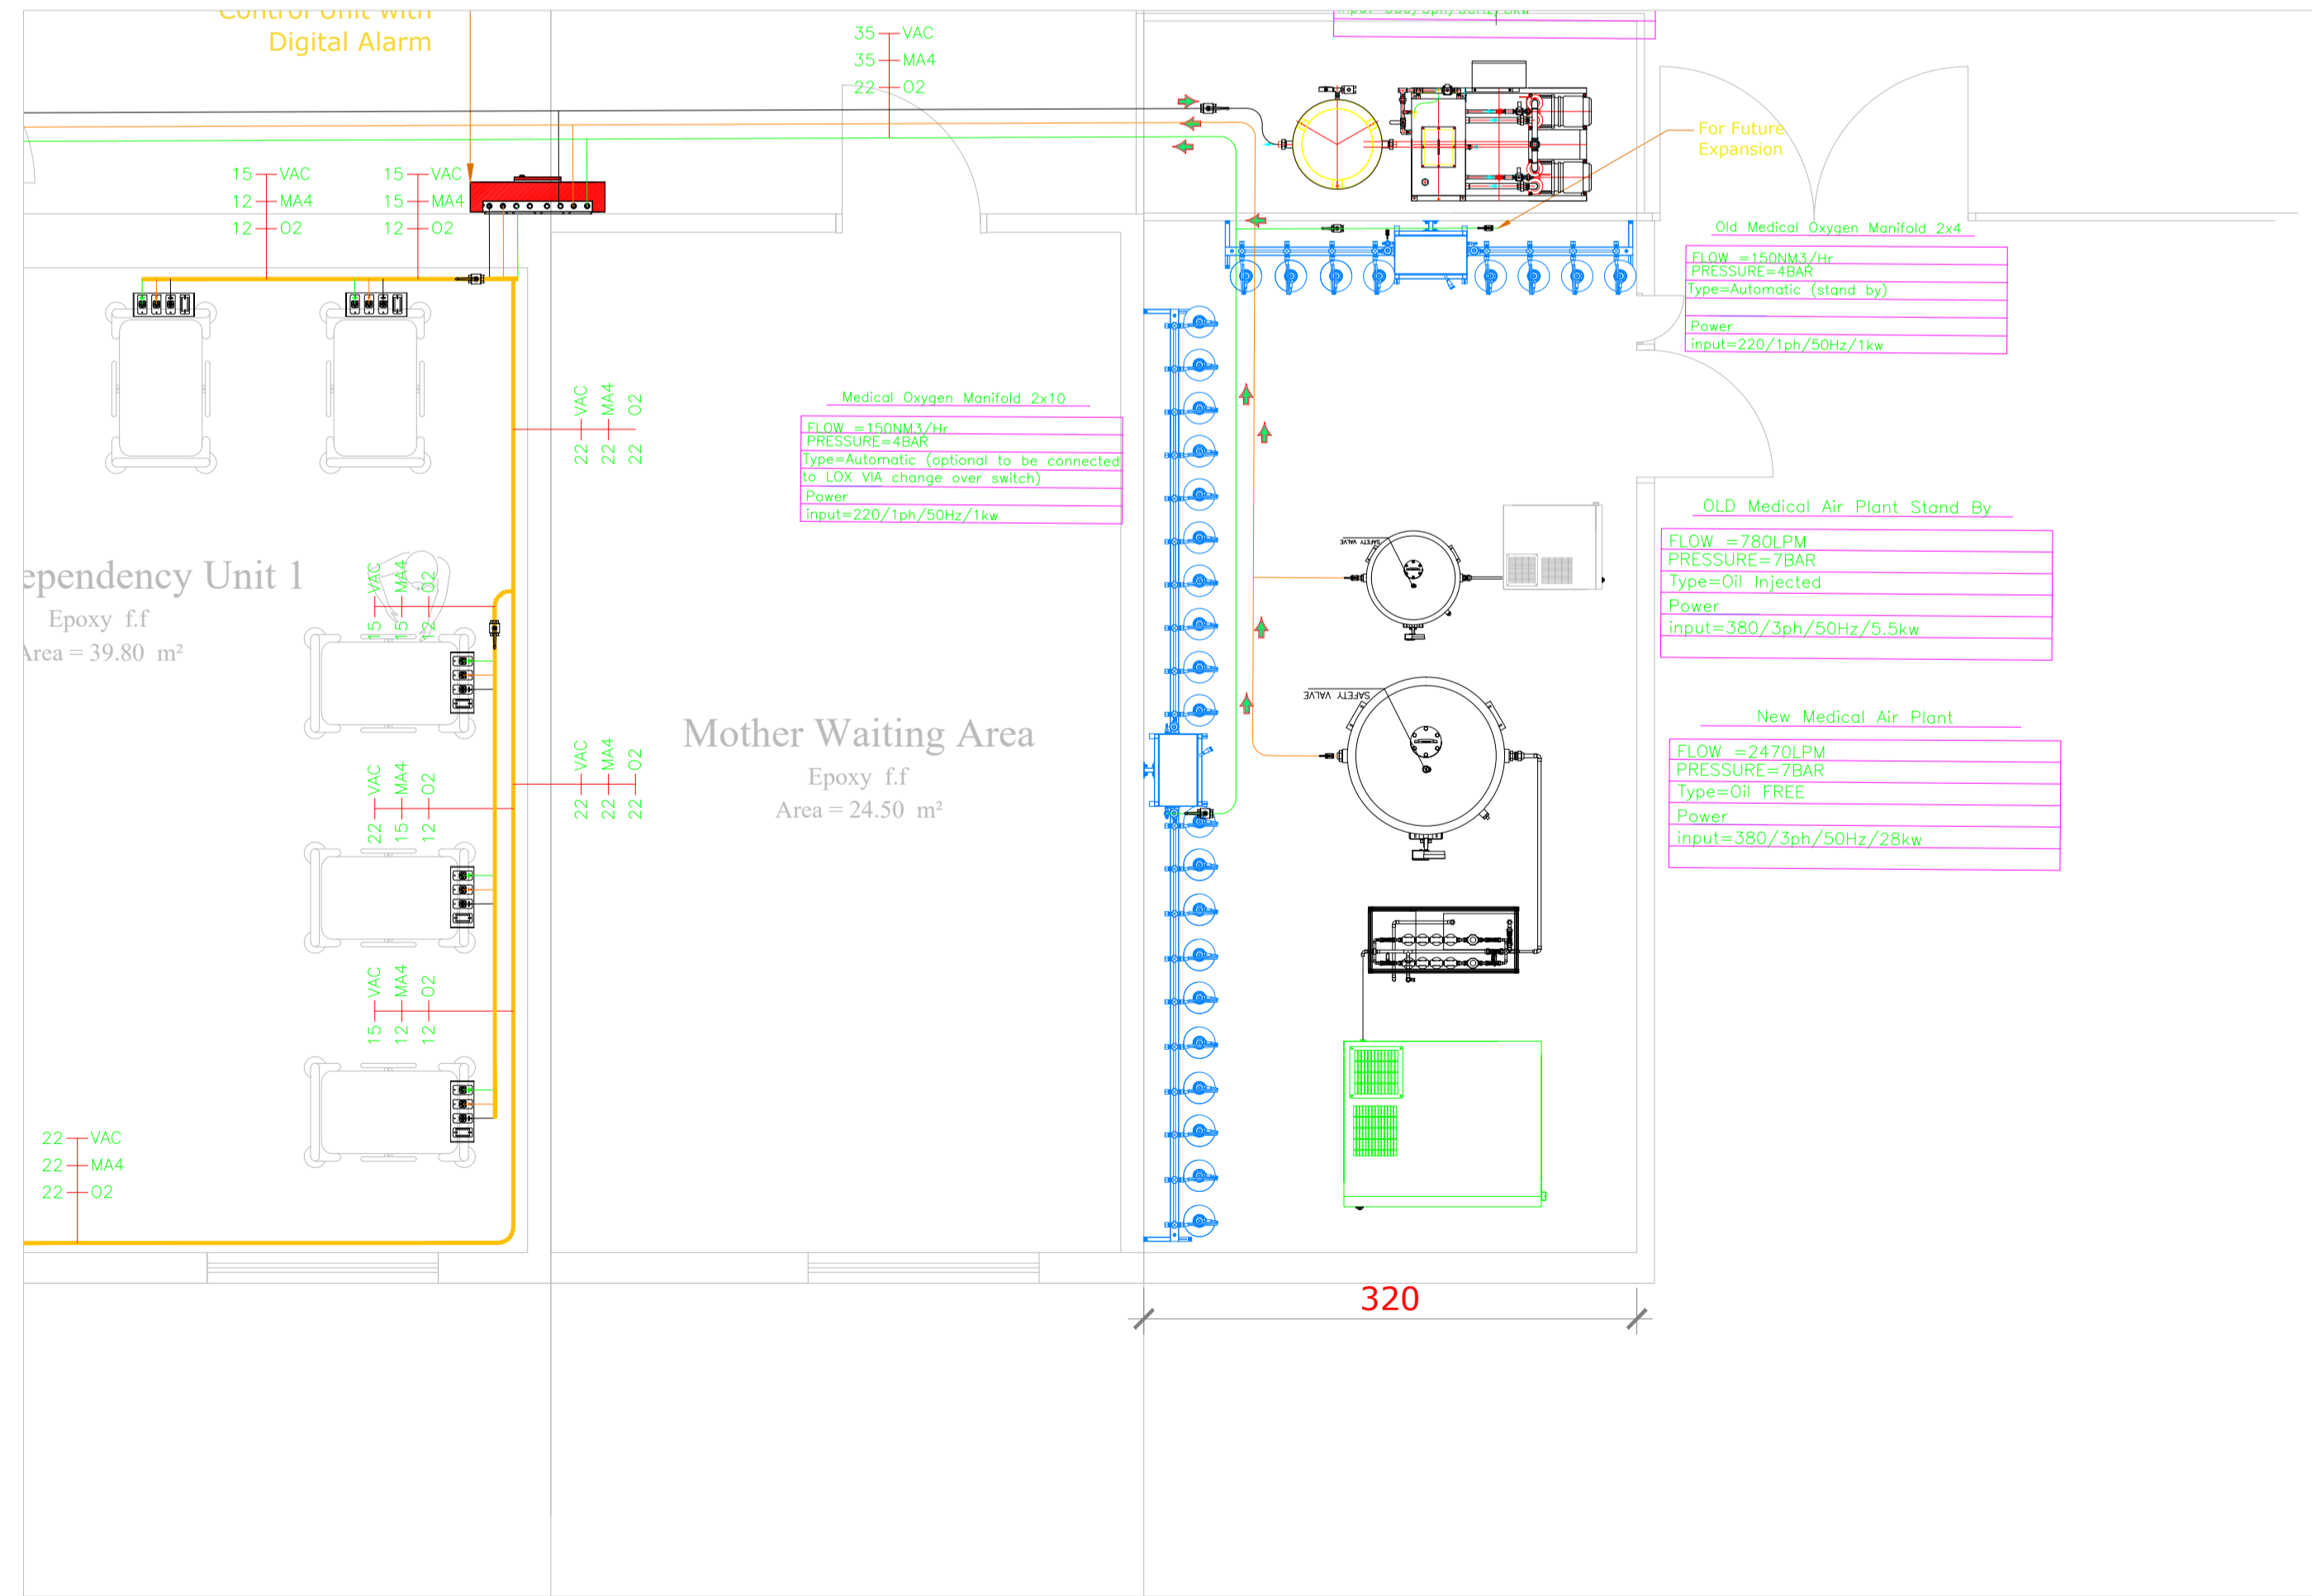 Control Unit With
Digital Alarm
35 VAC
35 MA4
22 O2
For Future
Expansion
15 VAC
12 MA4
12 O2
15 VAC
15 MA4
12 O2
Old Medical Oxygen Manifold 2x4
FLOW =150NM3/Hr
PRESSURE=4BAR
Type=Automatic (stand by)
Power
input=220/1ph/50Hz/1kw
22 VAC
22 MA4
22 O2
Medical Oxygen Manifold 2x10
FLOW =150NM3/Hr
PRESSURE=4BAR
Type=Automatic (optional to be connected
to LOX VIA change over switch)
Power
input=220/1ph/50Hz/1kw
OLD Medical Air Plant Stand By
FLOW =780LPM
PRESSURE=7BAR
Type=Oil Injected
Power
input=380/3ph/50Hz/5.5kw
SAFETY VALVE
ependency Unit 1
Epoxy f.f
Area = 39.80 m²
15 VAC
15 MA4
12 O2
SAFETY VALVE
Mother Waiting Area
Epoxy f.f
Area = 24.50 m²
New Medical Air Plant
FLOW =2470LPM
PRESSURE=7BAR
Type=Oil FREE
Power
input=380/3ph/50Hz/28kw
22 VAC
15 MA4
12 O2
22 VAC
22 MA4
22 O2
15 VAC
12 MA4
12 O2
22 VAC
22 MA4
22 O2
320